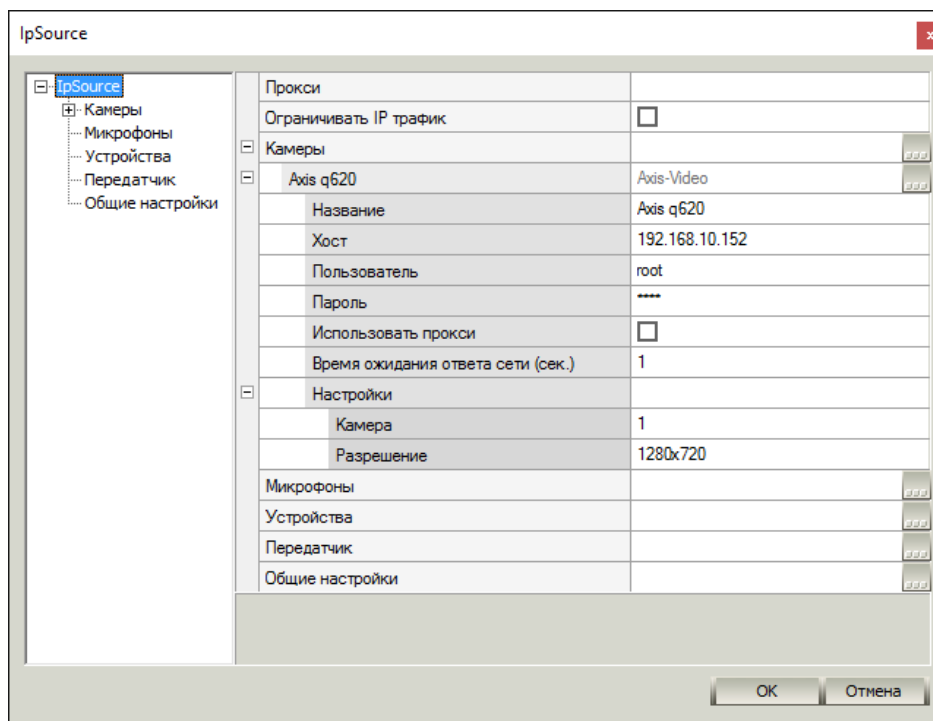 IpSource
IpSource
Камеры
Микрофоны
Устройства
Передатчик
Общие настройки
Прокси
Ограничивать IP трафик
Камеры
Axis q620 Axis-Video
Название Axis q620
Хост 192.168.10.152
Пользователь root
Пароль ****
Использовать прокси
Время ожидания ответа сети (сек.) 1
Настройки
Камера 1
Разрешение 1280x720
Микрофоны
Устройства
Передатчик
Общие настройки
OK Отмена